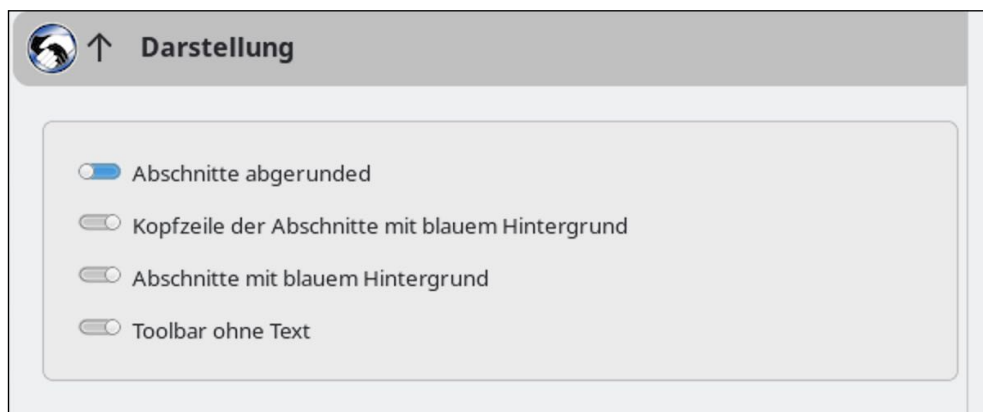 Darstellung
Abschnitte abgerunded
Kopfzeile der Abschnitte mit blauem Hintergrund
Abschnitte mit blauem Hintergrund
Toolbar ohne Text